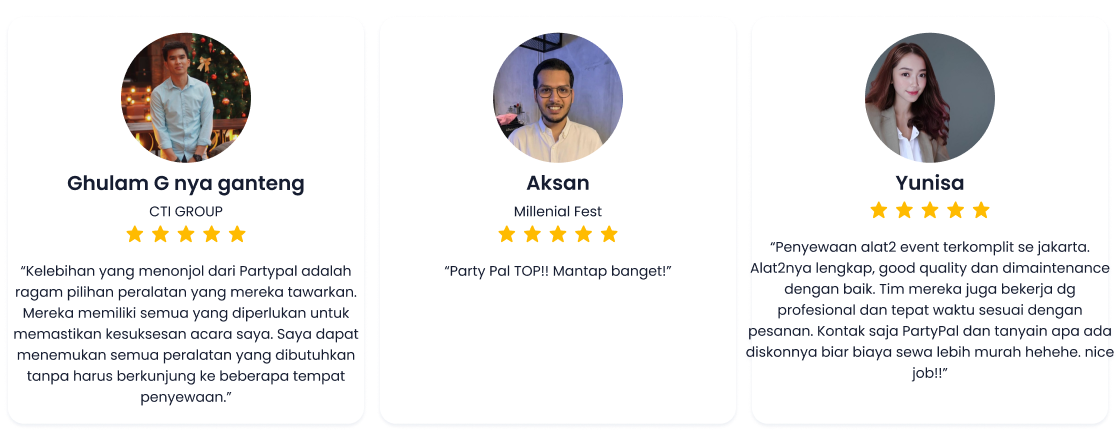 Ghulam G nya ganteng
CTI GROUP
“Kelebihan yang menonjol dari Partypal adalah
ragam pilihan peralatan yang mereka tawarkan.
Mereka memiliki semua yang diperlukan untuk
memastikan kesuksesan acara saya. Saya dapat
menemukan semua peralatan yang dibutuhkan
tanpa harus berkunjung ke beberapa tempat
penyewaan.”
Aksan
Millenial Fest
“Party Pal TOP!! Mantap banget!”
Yunisa
“Penyewaan alat2 event terkomplit se jakarta.
Alat2nya lengkap, good quality dan dimaintenance
dengan baik. Tim mereka juga bekerja dg
profesional dan tepat waktu sesuai dengan
pesanan. Kontak saja PartyPal dan tanyain apa ada
diskonnya biar biaya sewa lebih murah hehehe. nice
job!!”